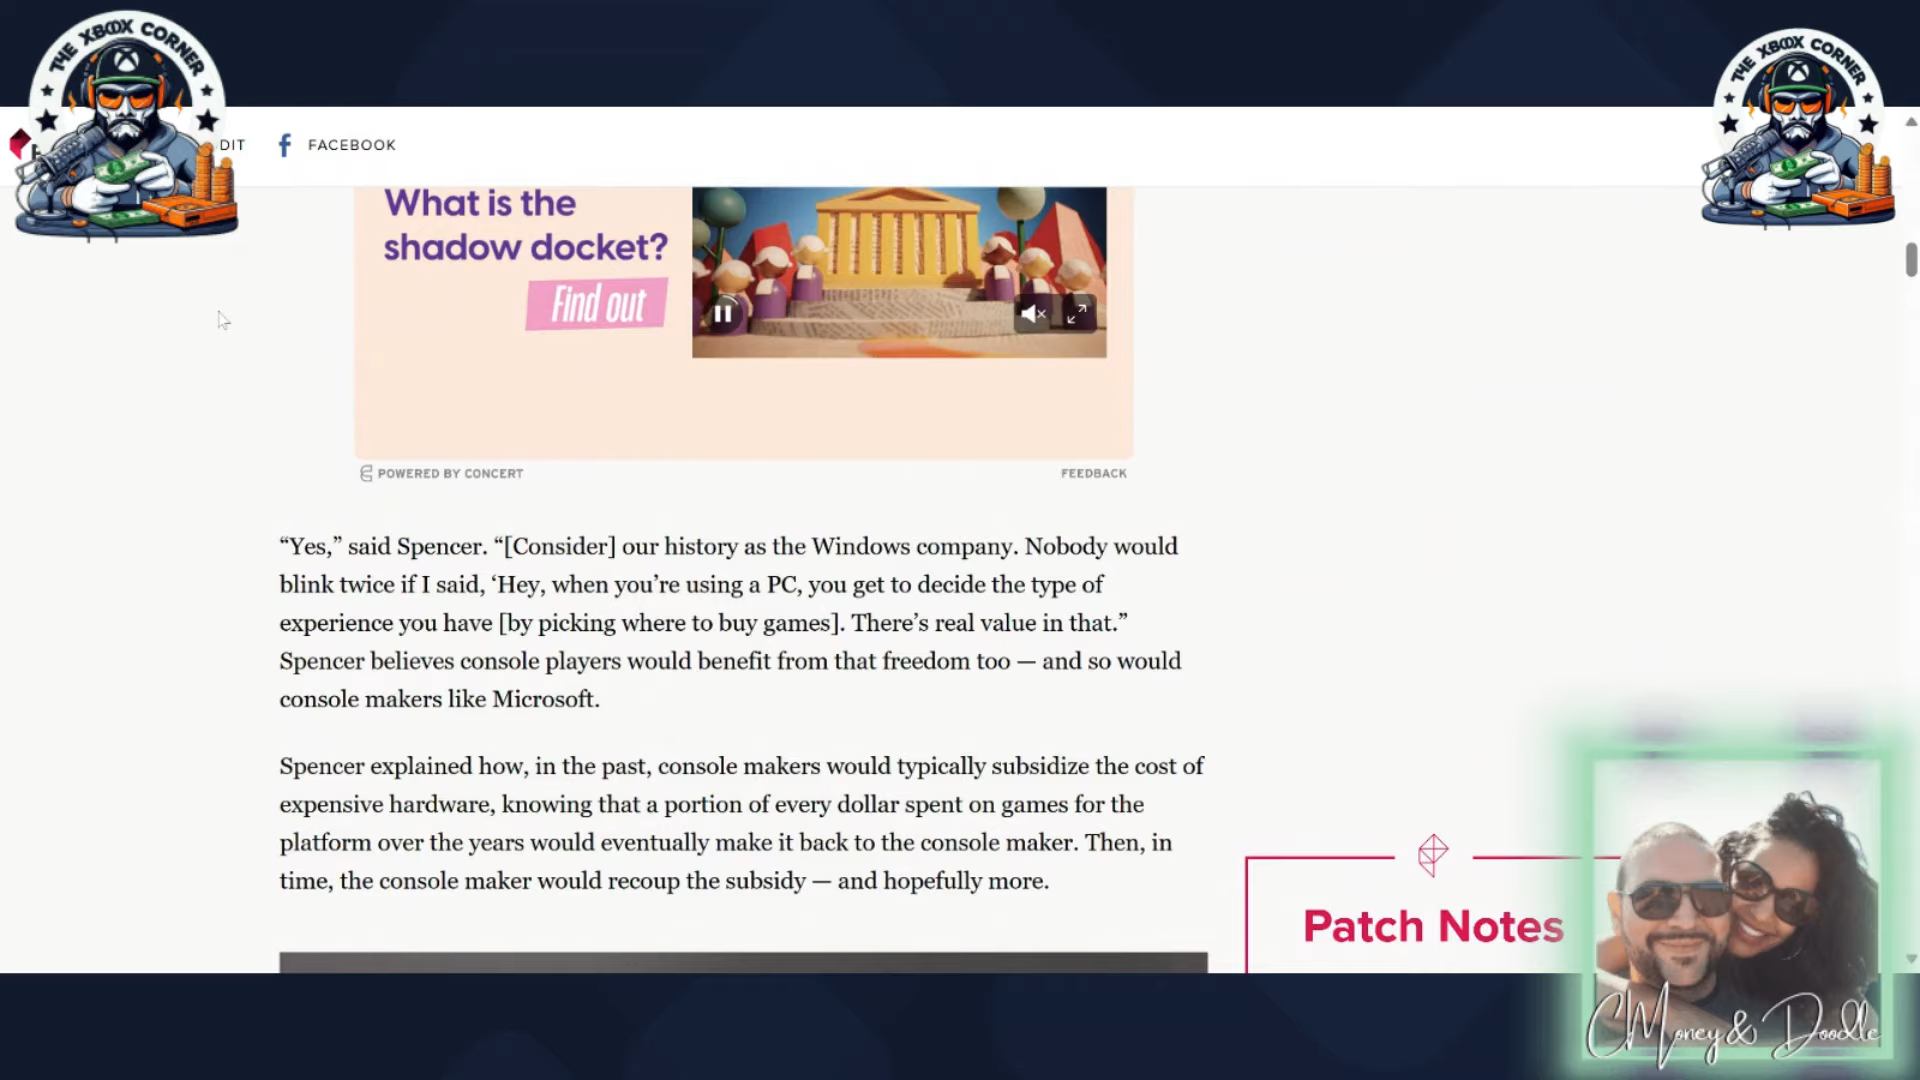 THE XBOX CORNER
THE XBOX CORNER
DIT
FACEBOOK
What is the
shadow docket?
Find out
POWERED BY CONCERT
FEEDBACK
“Yes,” said Spencer. “[Consider] our history as the Windows company. Nobody would
blink twice if I said, ‘Hey, when you’re using a PC, you get to decide the type of
experience you have [by picking where to buy games]. There’s real value in that.”
Spencer believes console players would benefit from that freedom too — and so would
console makers like Microsoft.
Spencer explained how, in the past, console makers would typically subsidize the cost of
expensive hardware, knowing that a portion of every dollar spent on games for the
platform over the years would eventually make it back to the console maker. Then, in
time, the console maker would recoup the subsidy — and hopefully more.
Patch Notes
CMoney & Doodle